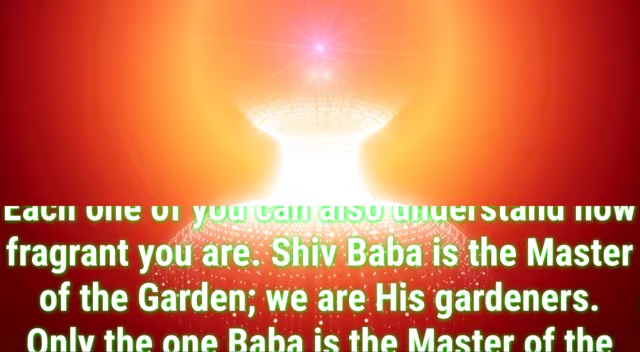 Each one of you can also understand how
fragrant you are. Shiv Baba is the Master
of the Garden; we are His gardeners.
Only the one Baba is the Master of the